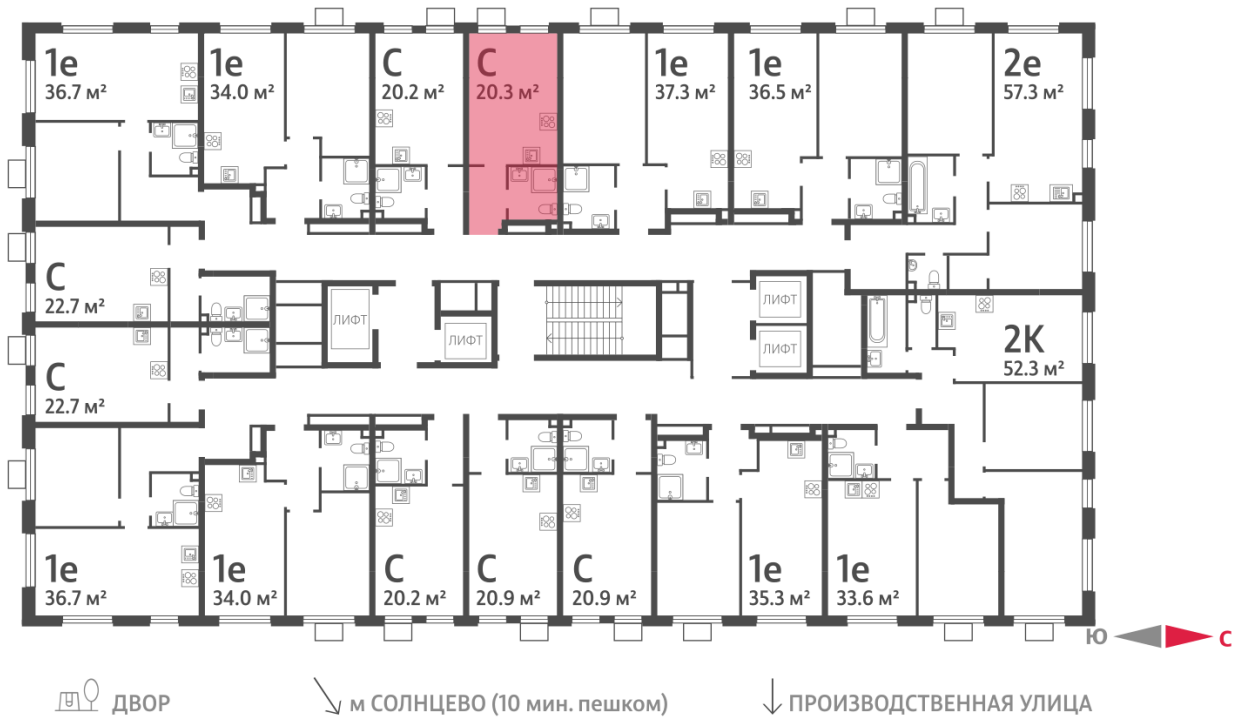 1е
36.7 м²
1е
34.0 м²
С
20.2 м²
С
20.3 м²
1е
37.3 м²
1е
36.5 м²
2е
57.3 м²
С
22.7 м²
ЛИФТ
ЛИФТ
ЛИФТ
ЛИФТ
2К
52.3 м²
С
22.7 м²
1е
36.7 м²
1е
34.0 м²
С
20.2 м²
С
20.9 м²
С
20.9 м²
1е
35.3 м²
1е
33.6 м²
Ю С
ДВОР
м СОЛНЦЕВО (10 мин. пешком)
ПРОИЗВОДСТВЕННАЯ УЛИЦА